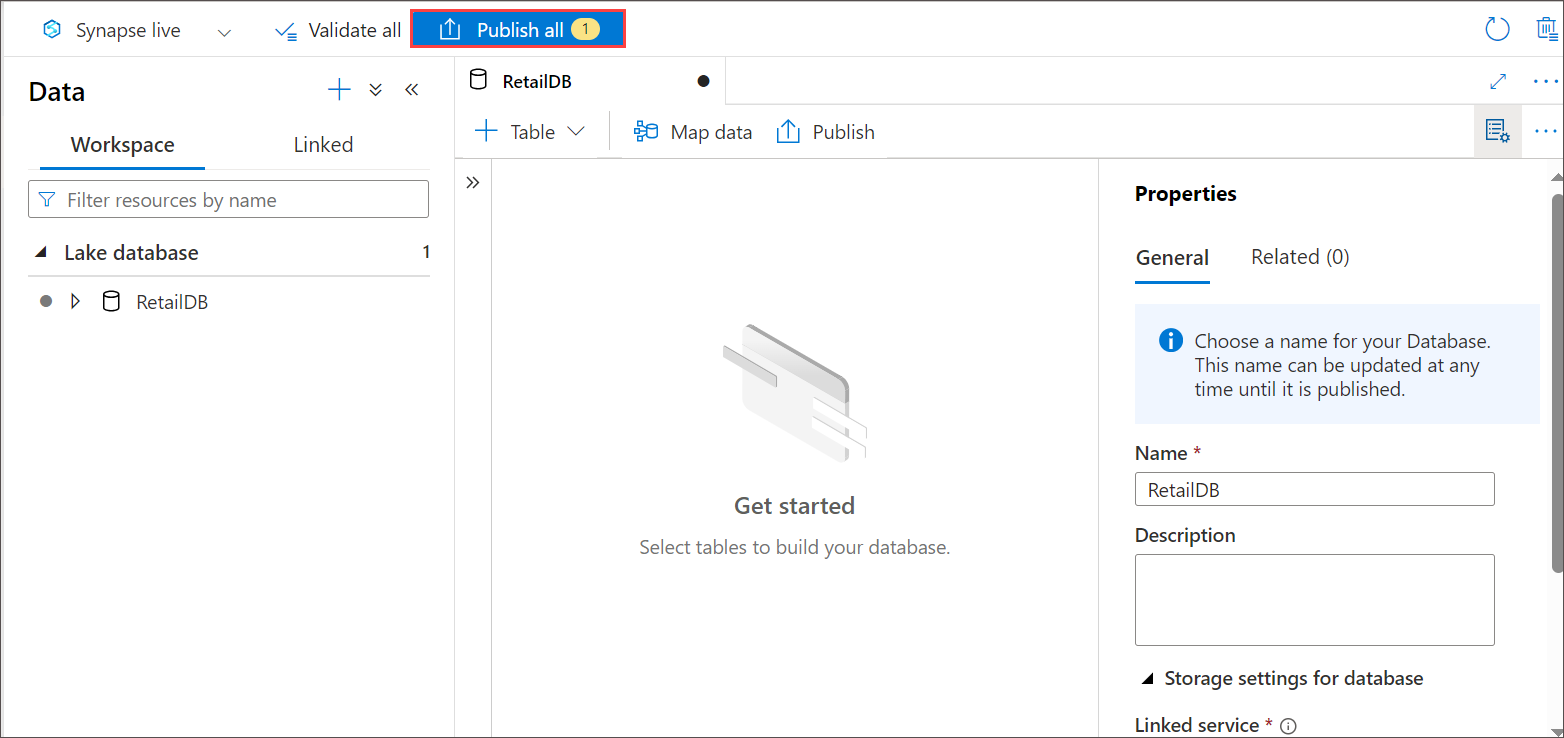 Synapse live
Validate all
Publish all 1
Data
Workspace
Linked
Filter resources by name
Lake database 1
RetailDB
RetailDB
Table
Map data
Publish
Get started
Select tables to build your database.
Properties
General
Related (0)
Choose a name for your Database.
This name can be updated at any
time until it is published.
Name *
RetailDB
Description
Storage settings for database
Linked service *